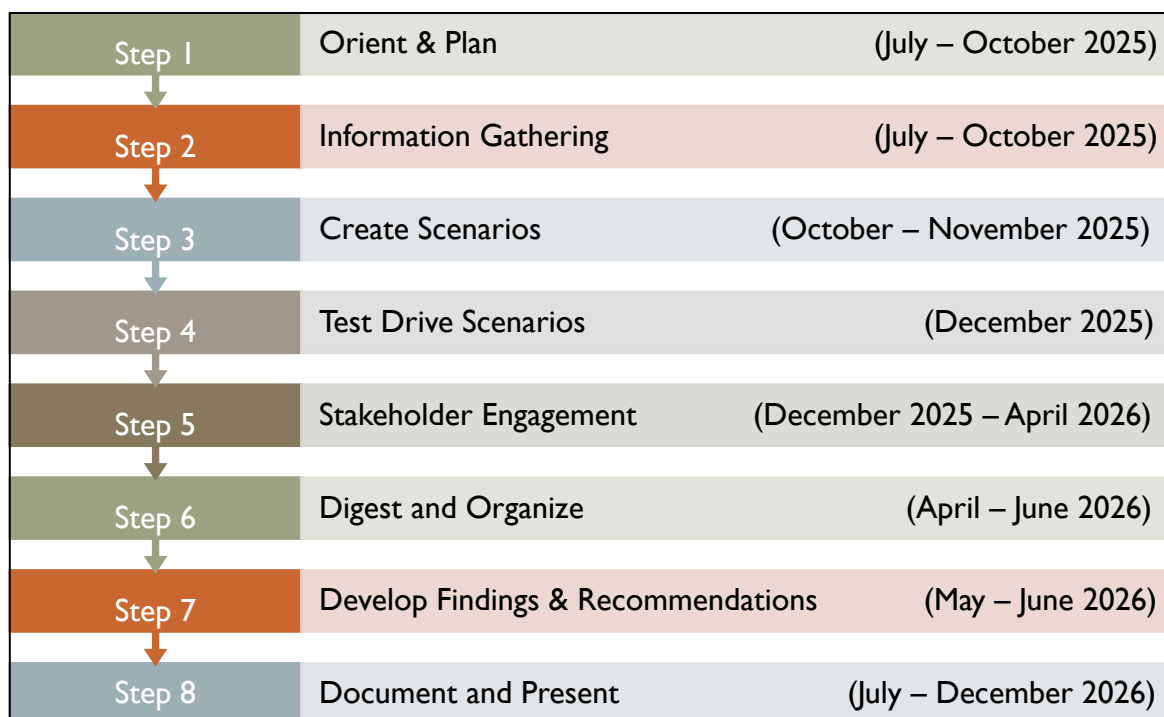 Step 1 Orient & Plan (July – October 2025)
Step 2 Information Gathering (July – October 2025)
Step 3 Create Scenarios (October – November 2025)
Step 4 Test Drive Scenarios (December 2025)
Step 5 Stakeholder Engagement (December 2025 – April 2026)
Step 6 Digest and Organize (April – June 2026)
Step 7 Develop Findings & Recommendations (May – June 2026)
Step 8 Document and Present (July – December 2026)